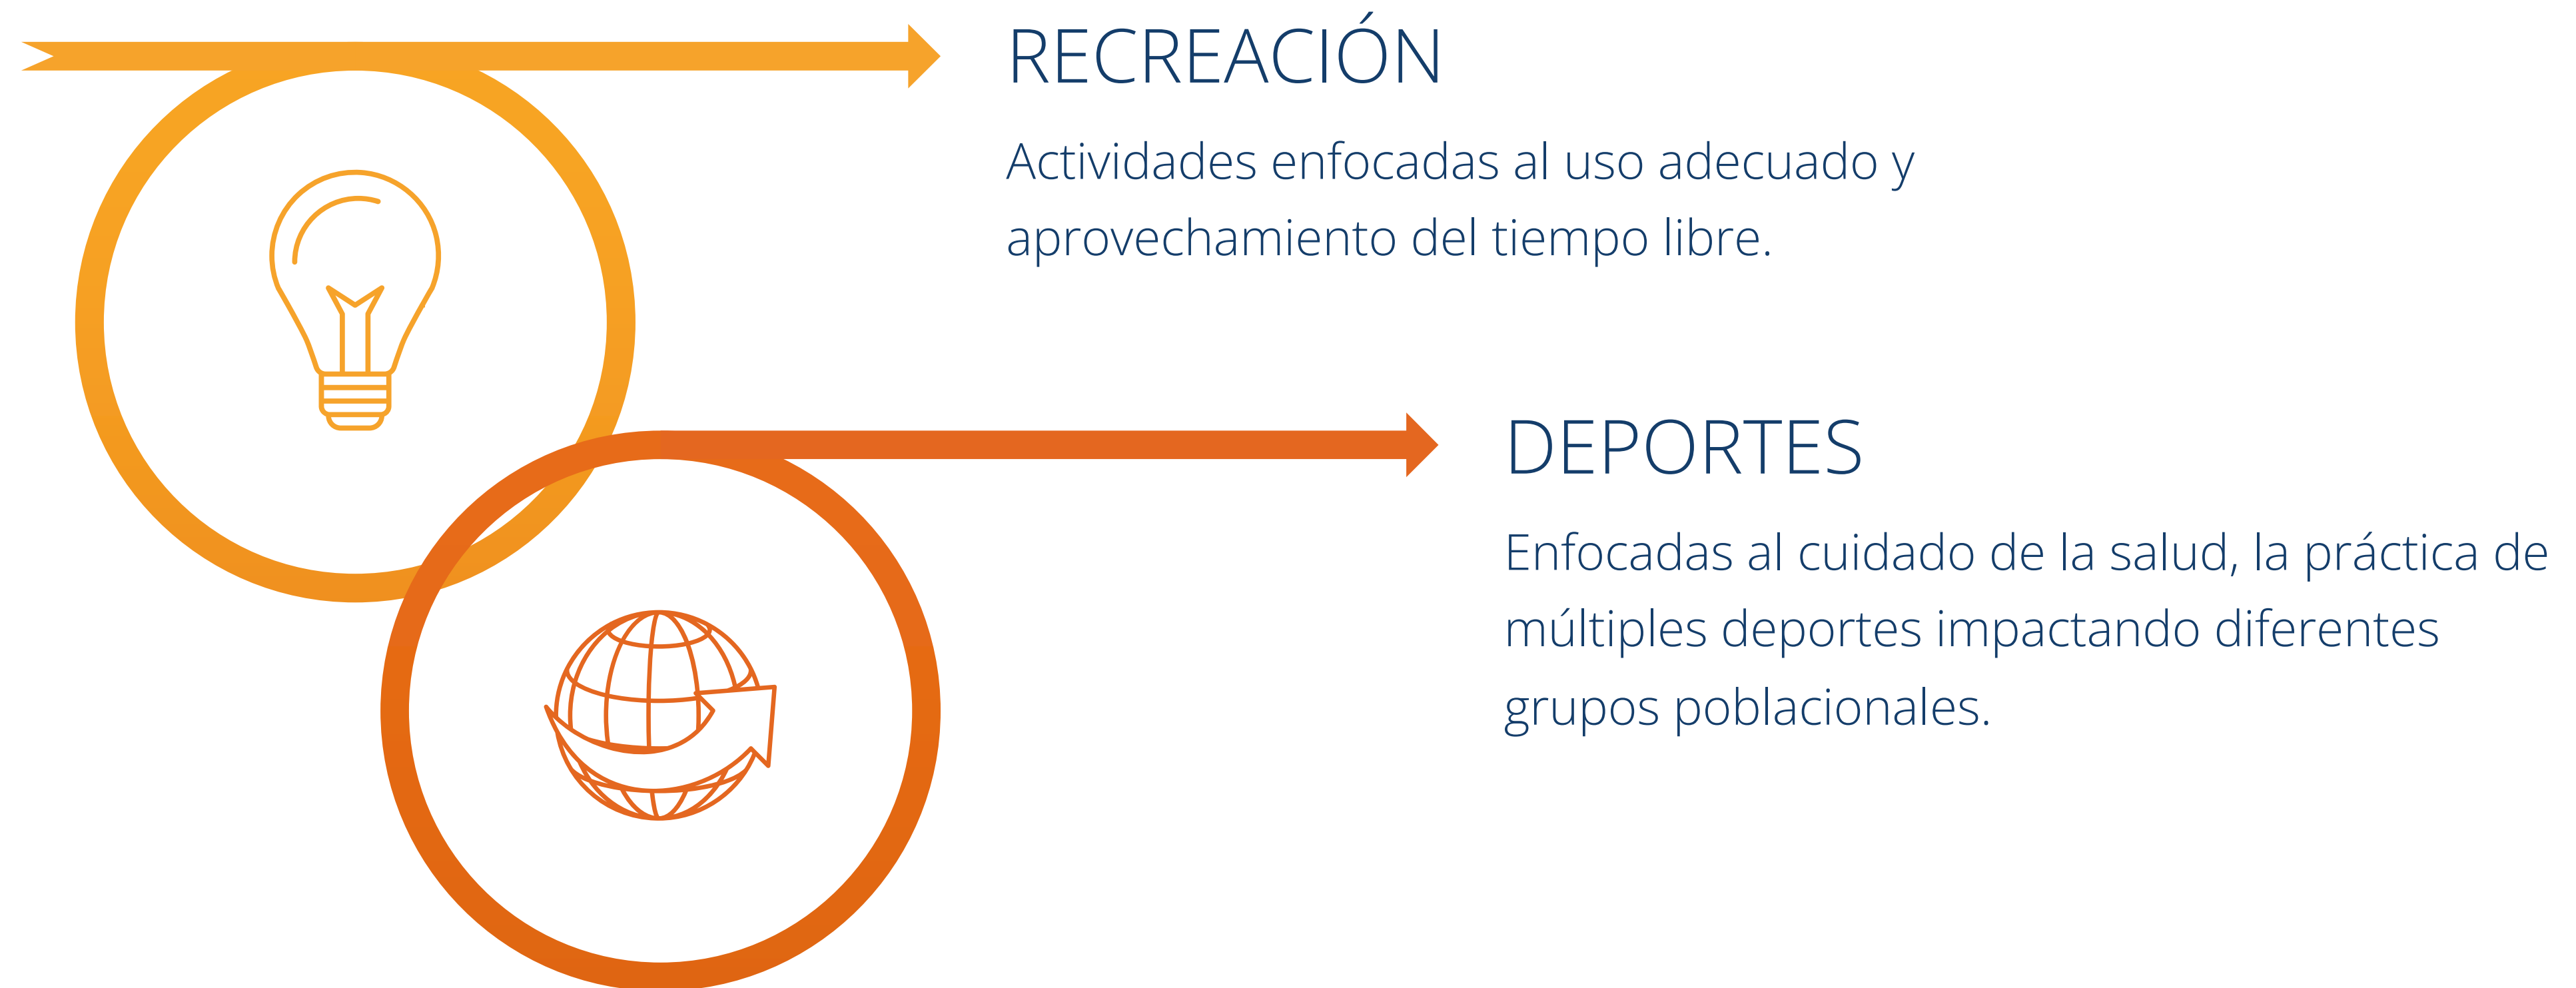 RECREACIÓN
Actividades enfocadas al uso adecuado y
aprovechamiento del tiempo libre.
DEPORTES
Enfocadas al cuidado de la salud, la práctica de
múltiples deportes impactando diferentes
grupos poblacionales.